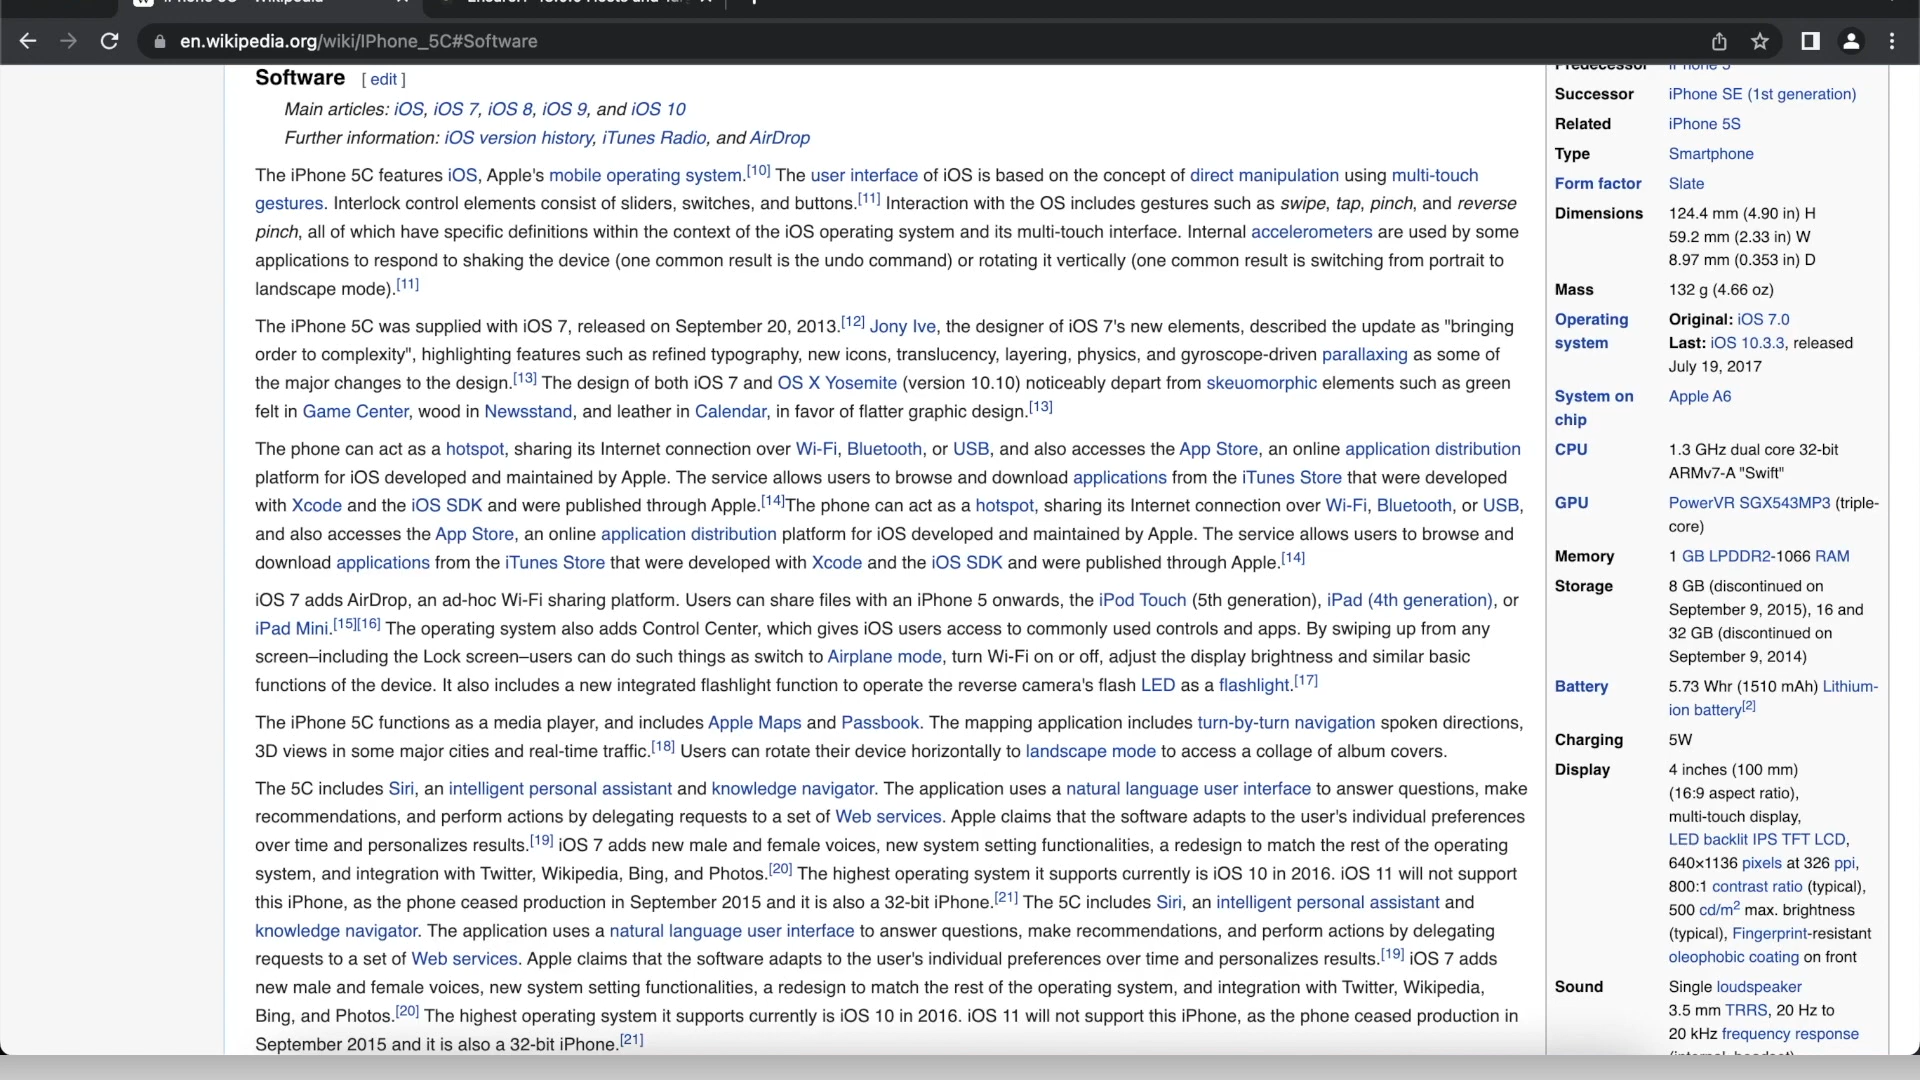 en.wikipedia.org/wiki/IPhone_5C#Software
Software [ edit ]
Main articles: iOS, iOS 7, iOS 8, iOS 9, and iOS 10
Further information: iOS version history, iTunes Radio, and AirDrop
The iPhone 5C features iOS, Apple's mobile operating system.[10] The user interface of iOS is based on the concept of direct manipulation using multi-touch
gestures. Interlock control elements consist of sliders, switches, and buttons.[11] Interaction with the OS includes gestures such as swipe, tap, pinch, and reverse
pinch, all of which have specific definitions within the context of the iOS operating system and its multi-touch interface. Internal accelerometers are used by some
applications to respond to shaking the device (one common result is the undo command) or rotating it vertically (one common result is switching from portrait to
landscape mode).[11]
The iPhone 5C was supplied with iOS 7, released on September 20, 2013.[12] Jony Ive, the designer of iOS 7's new elements, described the update as "bringing
order to complexity", highlighting features such as refined typography, new icons, translucency, layering, physics, and gyroscope-driven parallaxing as some of
the major changes to the design.[13] The design of both iOS 7 and OS X Yosemite (version 10.10) noticeably depart from skeuomorphic elements such as green
felt in Game Center, wood in Newsstand, and leather in Calendar, in favor of flatter graphic design.[13]
The phone can act as a hotspot, sharing its Internet connection over Wi-Fi, Bluetooth, or USB, and also accesses the App Store, an online application distribution
platform for iOS developed and maintained by Apple. The service allows users to browse and download applications from the iTunes Store that were developed
with Xcode and the iOS SDK and were published through Apple.[14]The phone can act as a hotspot, sharing its Internet connection over Wi-Fi, Bluetooth, or USB,
and also accesses the App Store, an online application distribution platform for iOS developed and maintained by Apple. The service allows users to browse and
download applications from the iTunes Store that were developed with Xcode and the iOS SDK and were published through Apple.[14]
iOS 7 adds AirDrop, an ad-hoc Wi-Fi sharing platform. Users can share files with an iPhone 5 onwards, the iPod Touch (5th generation), iPad (4th generation), or
iPad Mini.[15][16] The operating system also adds Control Center, which gives iOS users access to commonly used controls and apps. By swiping up from any
screen–including the Lock screen–users can do such things as switch to Airplane mode, turn Wi-Fi on or off, adjust the display brightness and similar basic
functions of the device. It also includes a new integrated flashlight function to operate the reverse camera's flash LED as a flashlight.[17]
The iPhone 5C functions as a media player, and includes Apple Maps and Passbook. The mapping application includes turn-by-turn navigation spoken directions,
3D views in some major cities and real-time traffic.[18] Users can rotate their device horizontally to landscape mode to access a collage of album covers.
The 5C includes Siri, an intelligent personal assistant and knowledge navigator. The application uses a natural language user interface to answer questions, make
recommendations, and perform actions by delegating requests to a set of Web services. Apple claims that the software adapts to the user's individual preferences
over time and personalizes results.[19] iOS 7 adds new male and female voices, new system setting functionalities, a redesign to match the rest of the operating
system, and integration with Twitter, Wikipedia, Bing, and Photos.[20] The highest operating system it supports currently is iOS 10 in 2016. iOS 11 will not support
this iPhone, as the phone ceased production in September 2015 and it is also a 32-bit iPhone.[21] The 5C includes Siri, an intelligent personal assistant and
knowledge navigator. The application uses a natural language user interface to answer questions, make recommendations, and perform actions by delegating
requests to a set of Web services. Apple claims that the software adapts to the user's individual preferences over time and personalizes results.[19] iOS 7 adds
new male and female voices, new system setting functionalities, a redesign to match the rest of the operating system, and integration with Twitter, Wikipedia,
Bing, and Photos.[20] The highest operating system it supports currently is iOS 10 in 2016. iOS 11 will not support this iPhone, as the phone ceased production in
September 2015 and it is also a 32-bit iPhone.[21]
Predecessor iPhone 5
Successor iPhone SE (1st generation)
Related iPhone 5S
Type Smartphone
Form factor Slate
Dimensions 124.4 mm (4.90 in) H
59.2 mm (2.33 in) W
8.97 mm (0.353 in) D
Mass 132 g (4.66 oz)
Operating Original: iOS 7.0
system Last: iOS 10.3.3, released
July 19, 2017
System on Apple A6
chip
CPU 1.3 GHz dual core 32-bit
ARMv7-A "Swift"
GPU PowerVR SGX543MP3 (triple-
core)
Memory 1 GB LPDDR2-1066 RAM
Storage 8 GB (discontinued on
September 9, 2015), 16 and
32 GB (discontinued on
September 9, 2014)
Battery 5.73 Whr (1510 mAh) Lithium-
ion battery[2]
Charging 5W
Display 4 inches (100 mm)
(16:9 aspect ratio),
multi-touch display,
LED backlit IPS TFT LCD,
640×1136 pixels at 326 ppi,
800:1 contrast ratio (typical),
500 cd/m2 max. brightness
(typical), Fingerprint-resistant
oleophobic coating on front
Sound Single loudspeaker
3.5 mm TRRS, 20 Hz to
20 kHz frequency response